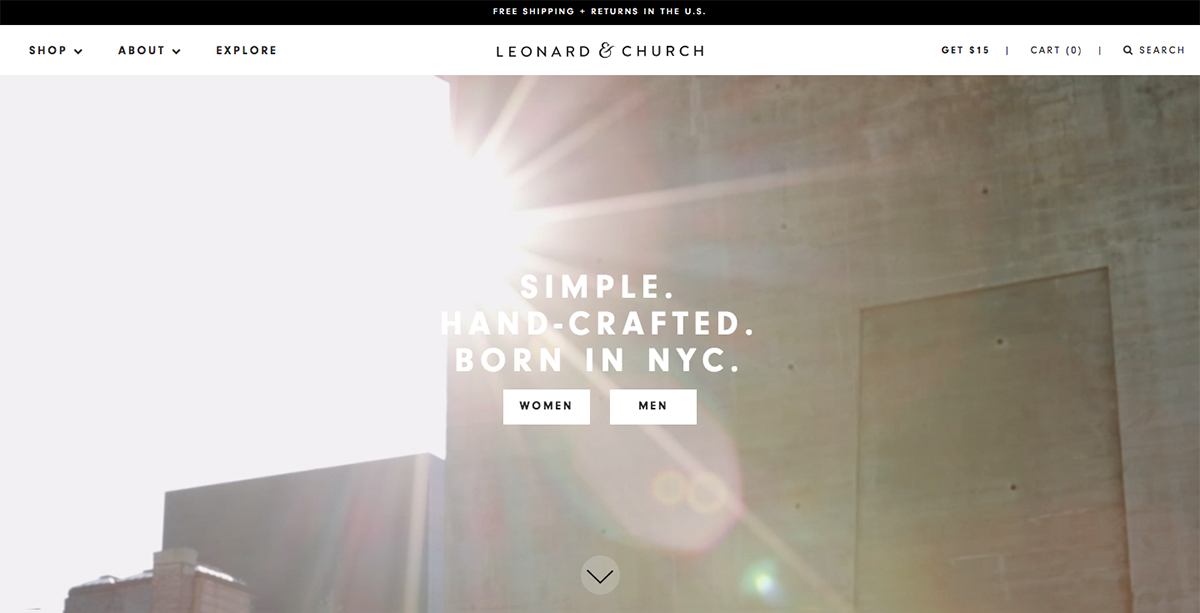 FREE SHIPPING + RETURNS IN THE U.S.
SHOP ABOUT EXPLORE LEONARD & CHURCH GET $15 | CART (0) | SEARCH
SIMPLE.
HAND-CRAFTED.
BORN IN NYC.
WOMEN MEN